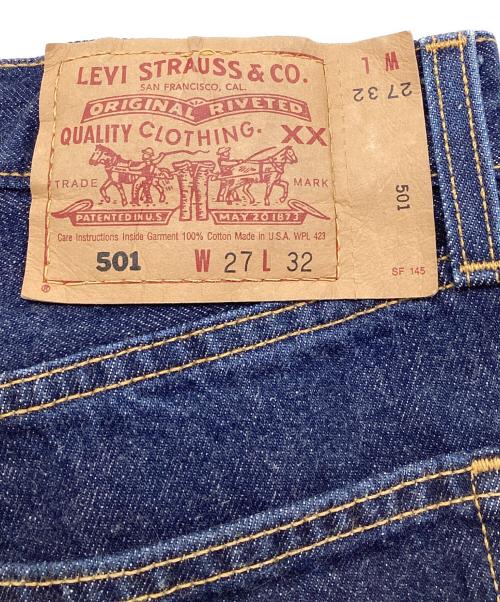 LEVI STRAUSS & CO.
SAN FRANCISCO, CAL.
ORIGINAL RIVETED
QUALITY CLOTHING. XX
TRADE MARK
PATENTED IN U.S. MAY 20 1873
Care Instructions Inside Garment 100% Cotton Made in U.S.A. WPL 423
501 W 27 L 32
®
L W
27 32
501
SF 145